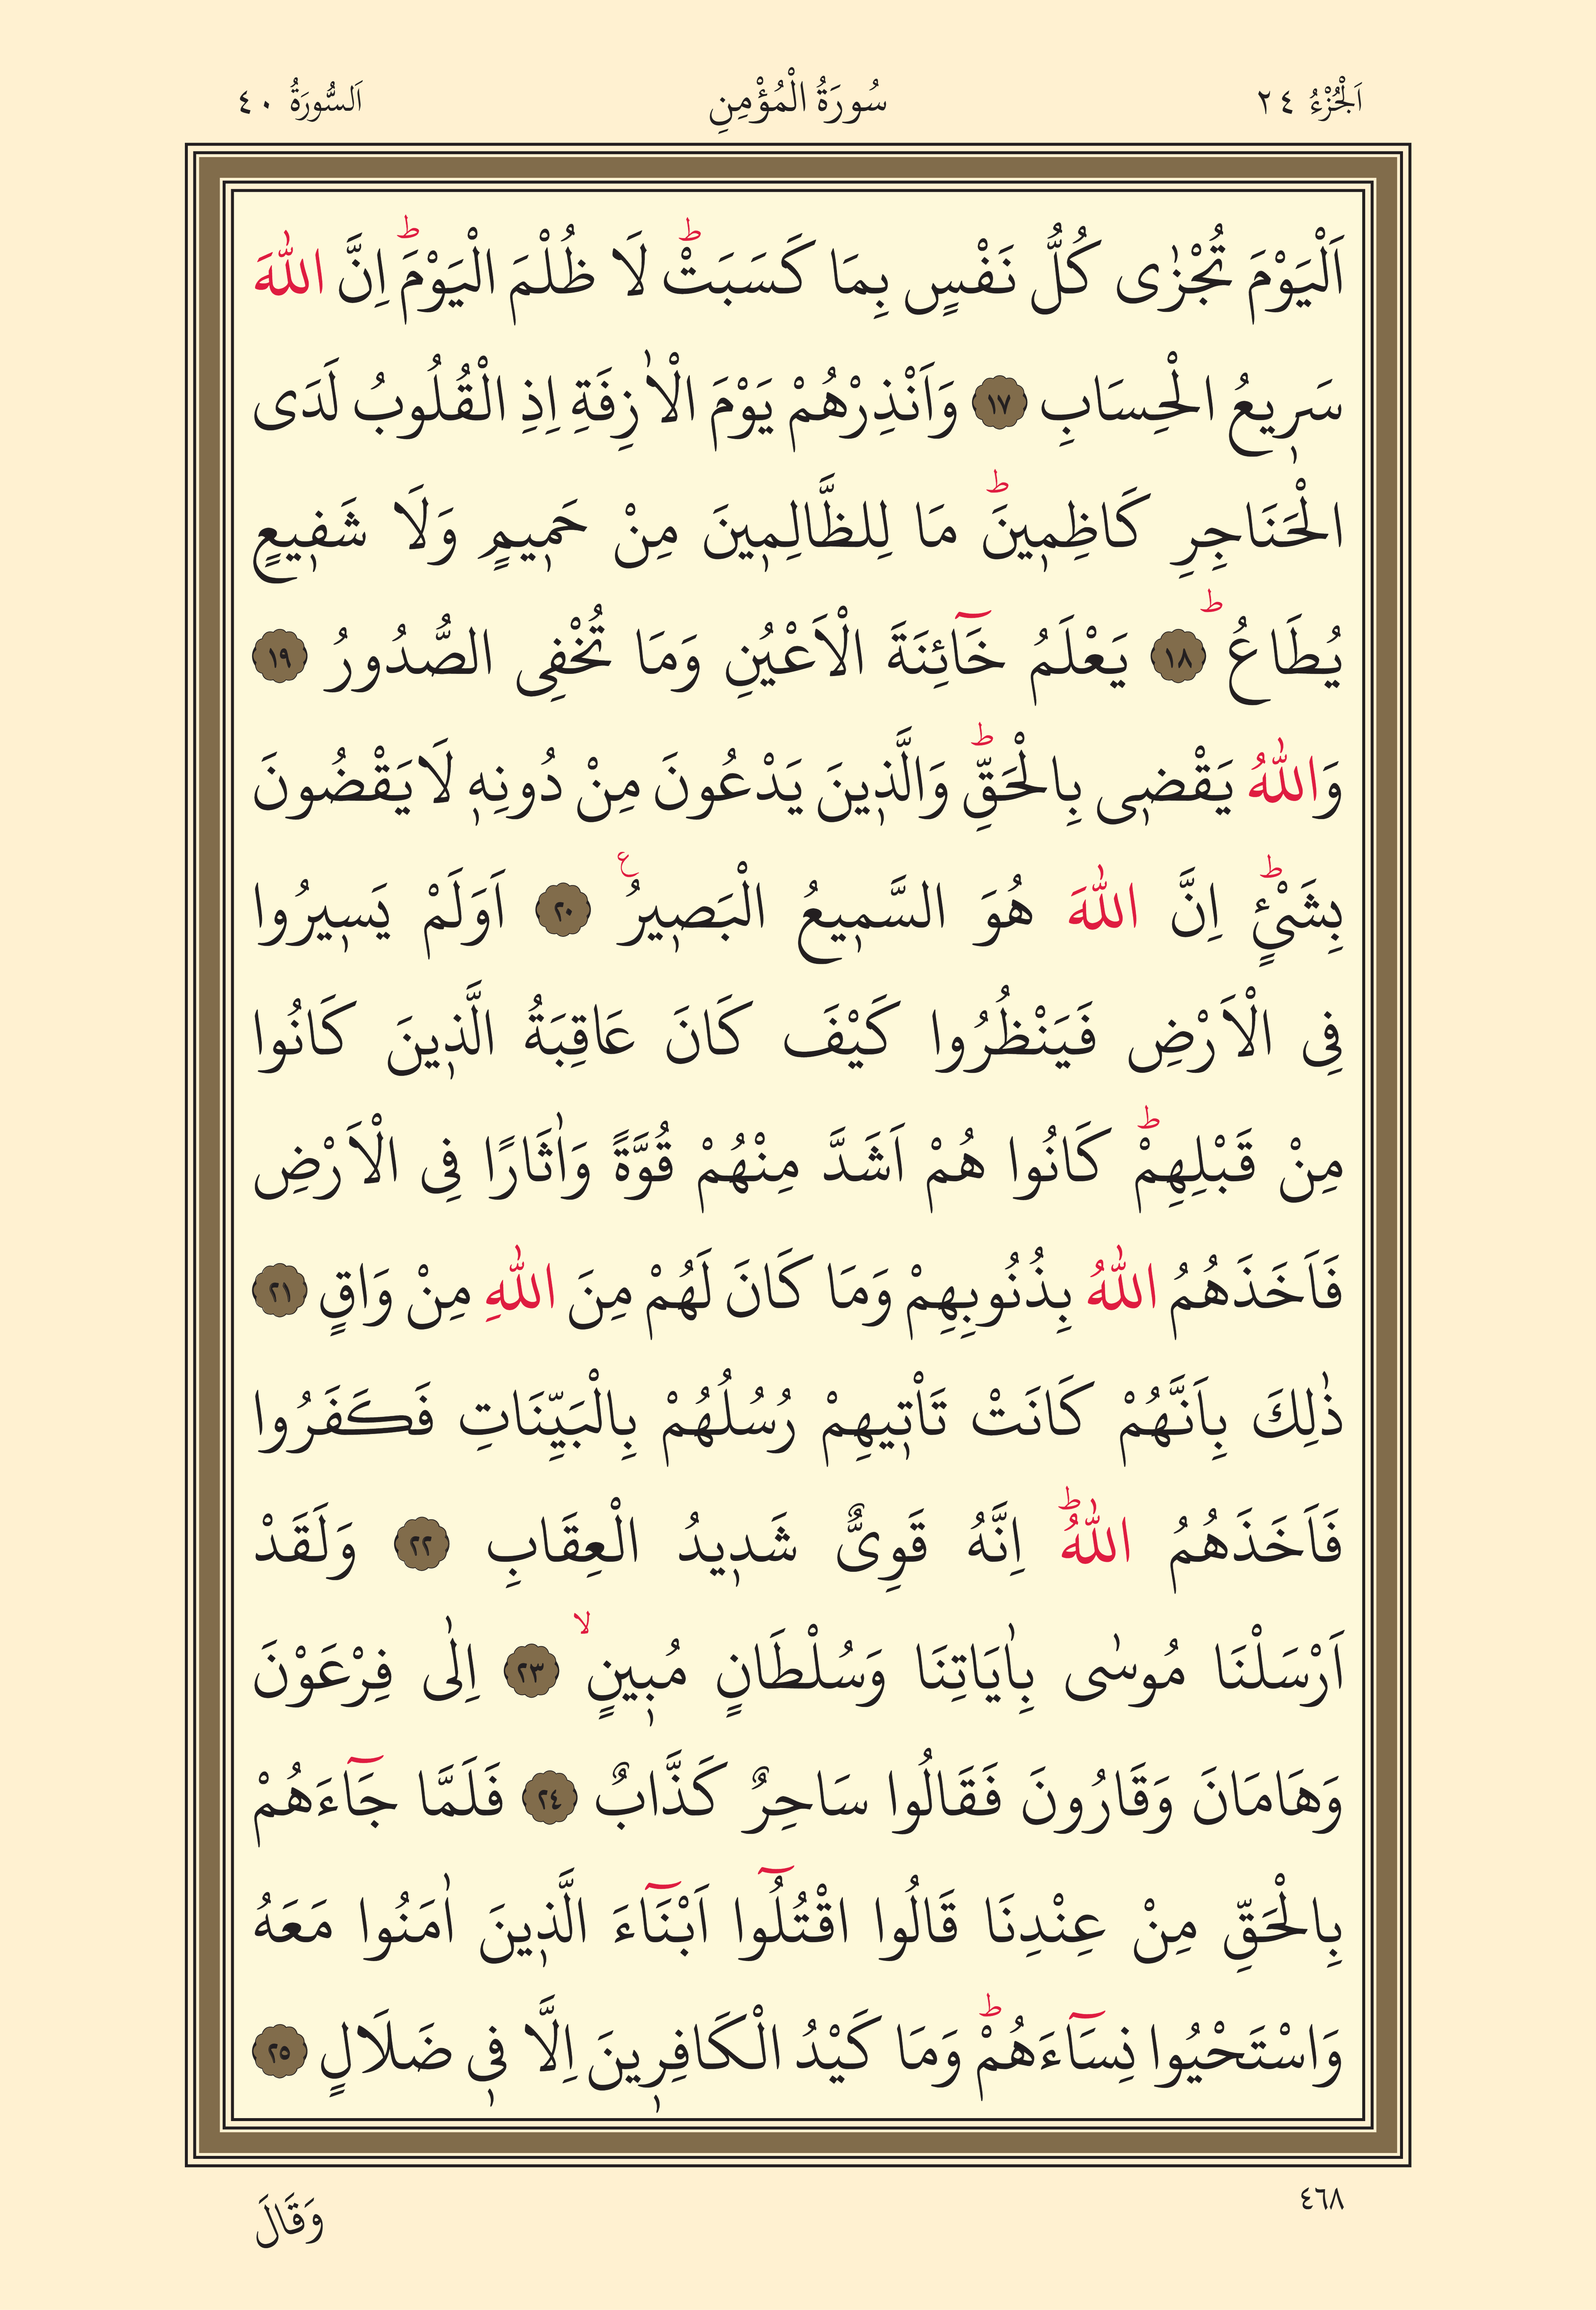 اَلْجُزْءُ ٢٤
سُورَةُ الْمُؤْمِنِ
اَلسُّورَةُ ٤٠
اَلْيَوْمَ تُجْزٰى كُلُّ نَفْسٍ بِمَا كَسَبَتْۜ لَا ظُلْمَ الْيَوْمَۜ اِنَّ اللّٰهَ
سَرٖيعُ الْحِسَابِ ١٧ وَاَنْذِرْهُمْ يَوْمَ الْاٰزِفَةِ اِذِ الْقُلُوبُ لَدَى
الْحَنَاجِرِ كَاظِمٖينَۜ مَا لِلظَّالِمٖينَ مِنْ حَمٖيمٍ وَلَا شَفٖيعٍ
يُطَاعُۜ ١٨ يَعْلَمُ خَٓائِنَةَ الْاَعْيُنِ وَمَا تُخْفِى الصُّدُورُ ١٩
وَاللّٰهُ يَقْضٖى بِالْحَقِّۜ وَالَّذٖينَ يَدْعُونَ مِنْ دُونِهٖ لَا يَقْضُونَ
بِشَىْءٍۜ اِنَّ اللّٰهَ هُوَ السَّمٖيعُ الْبَصٖيرُࣖ ٢٠ اَوَلَمْ يَسٖيرُوا
فِى الْاَرْضِ فَيَنْظُرُوا كَيْفَ كَانَ عَاقِبَةُ الَّذٖينَ كَانُوا
مِنْ قَبْلِهِمْۜ كَانُوا هُمْ اَشَدَّ مِنْهُمْ قُوَّةً وَاٰثَارًا فِى الْاَرْضِ
فَاَخَذَهُمُ اللّٰهُ بِذُنُوبِهِمْ وَمَا كَانَ لَهُمْ مِنَ اللّٰهِ مِنْ وَاقٍ ٢١
ذٰلِكَ بِاَنَّهُمْ كَانَتْ تَاْتٖيهِمْ رُسُلُهُمْ بِالْبَيِّنَاتِ فَكَفَرُوا
فَاَخَذَهُمُ اللّٰهُۜ اِنَّهُ قَوِىٌّ شَدٖيدُ الْعِقَابِ ٢٢ وَلَقَدْ
اَرْسَلْنَا مُوسٰى بِاٰيَاتِنَا وَسُلْطَانٍ مُبٖينٍۙ ٢٣ اِلٰى فِرْعَوْنَ
وَهَامَانَ وَقَارُونَ فَقَالُوا سَاحِرٌ كَذَّابٌ ٢٤ فَلَمَّا جَٓاءَهُمْ
بِالْحَقِّ مِنْ عِنْدِنَا قَالُوا اقْتُلُٓوا اَبْنَٓاءَ الَّذٖينَ اٰمَنُوا مَعَهُ
وَاسْتَحْيُوا نِسَٓاءَهُمْۜ وَمَا كَيْدُ الْكَافِرٖينَ اِلَّا فٖى ضَلَالٍ ٢٥
٤٦٨
وَقَالَ